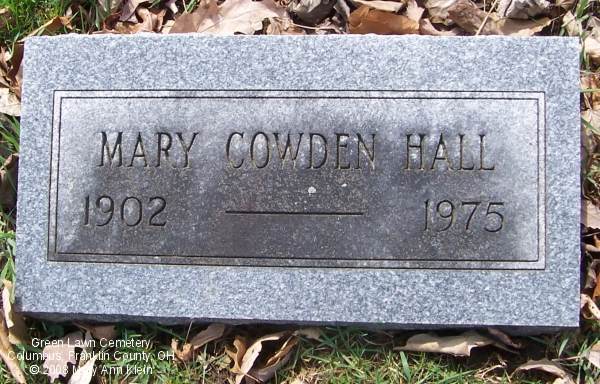 MARY COWDEN HALL
1902 — 1975
Green Lawn Cemetery,
Columbus, Franklin County, OH
© 2008 Mary Ann Klein